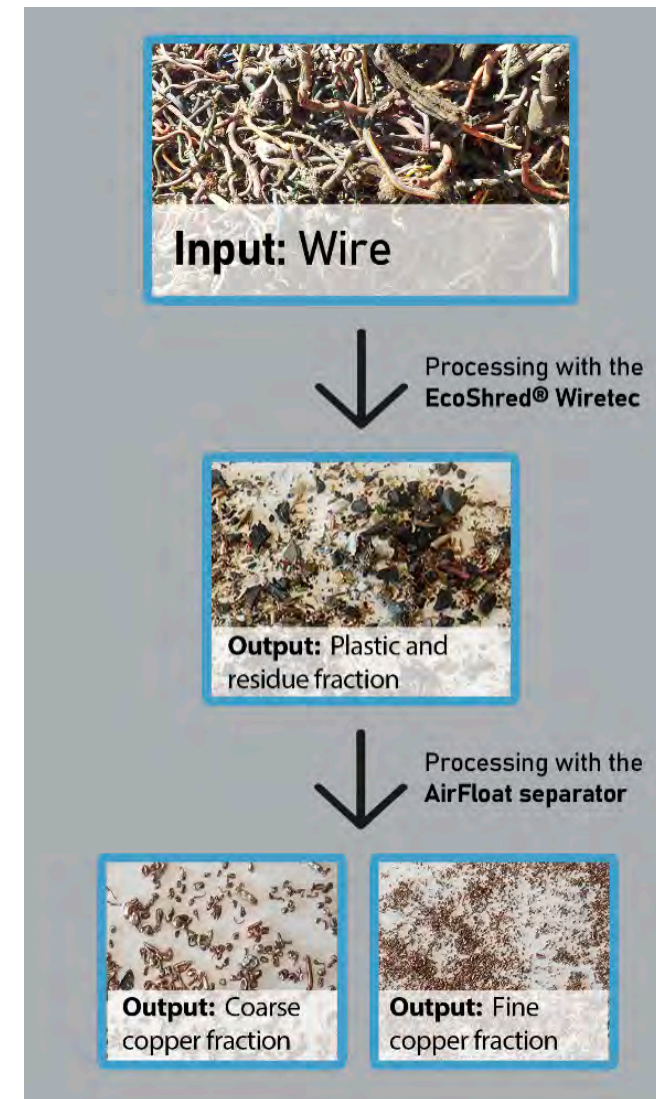 Input: Wire
Processing with the
EcoShred® Wiretec
Output: Plastic and
residue fraction
Processing with the
AirFloat separator
Output: Coarse
copper fraction
Output: Fine
copper fraction